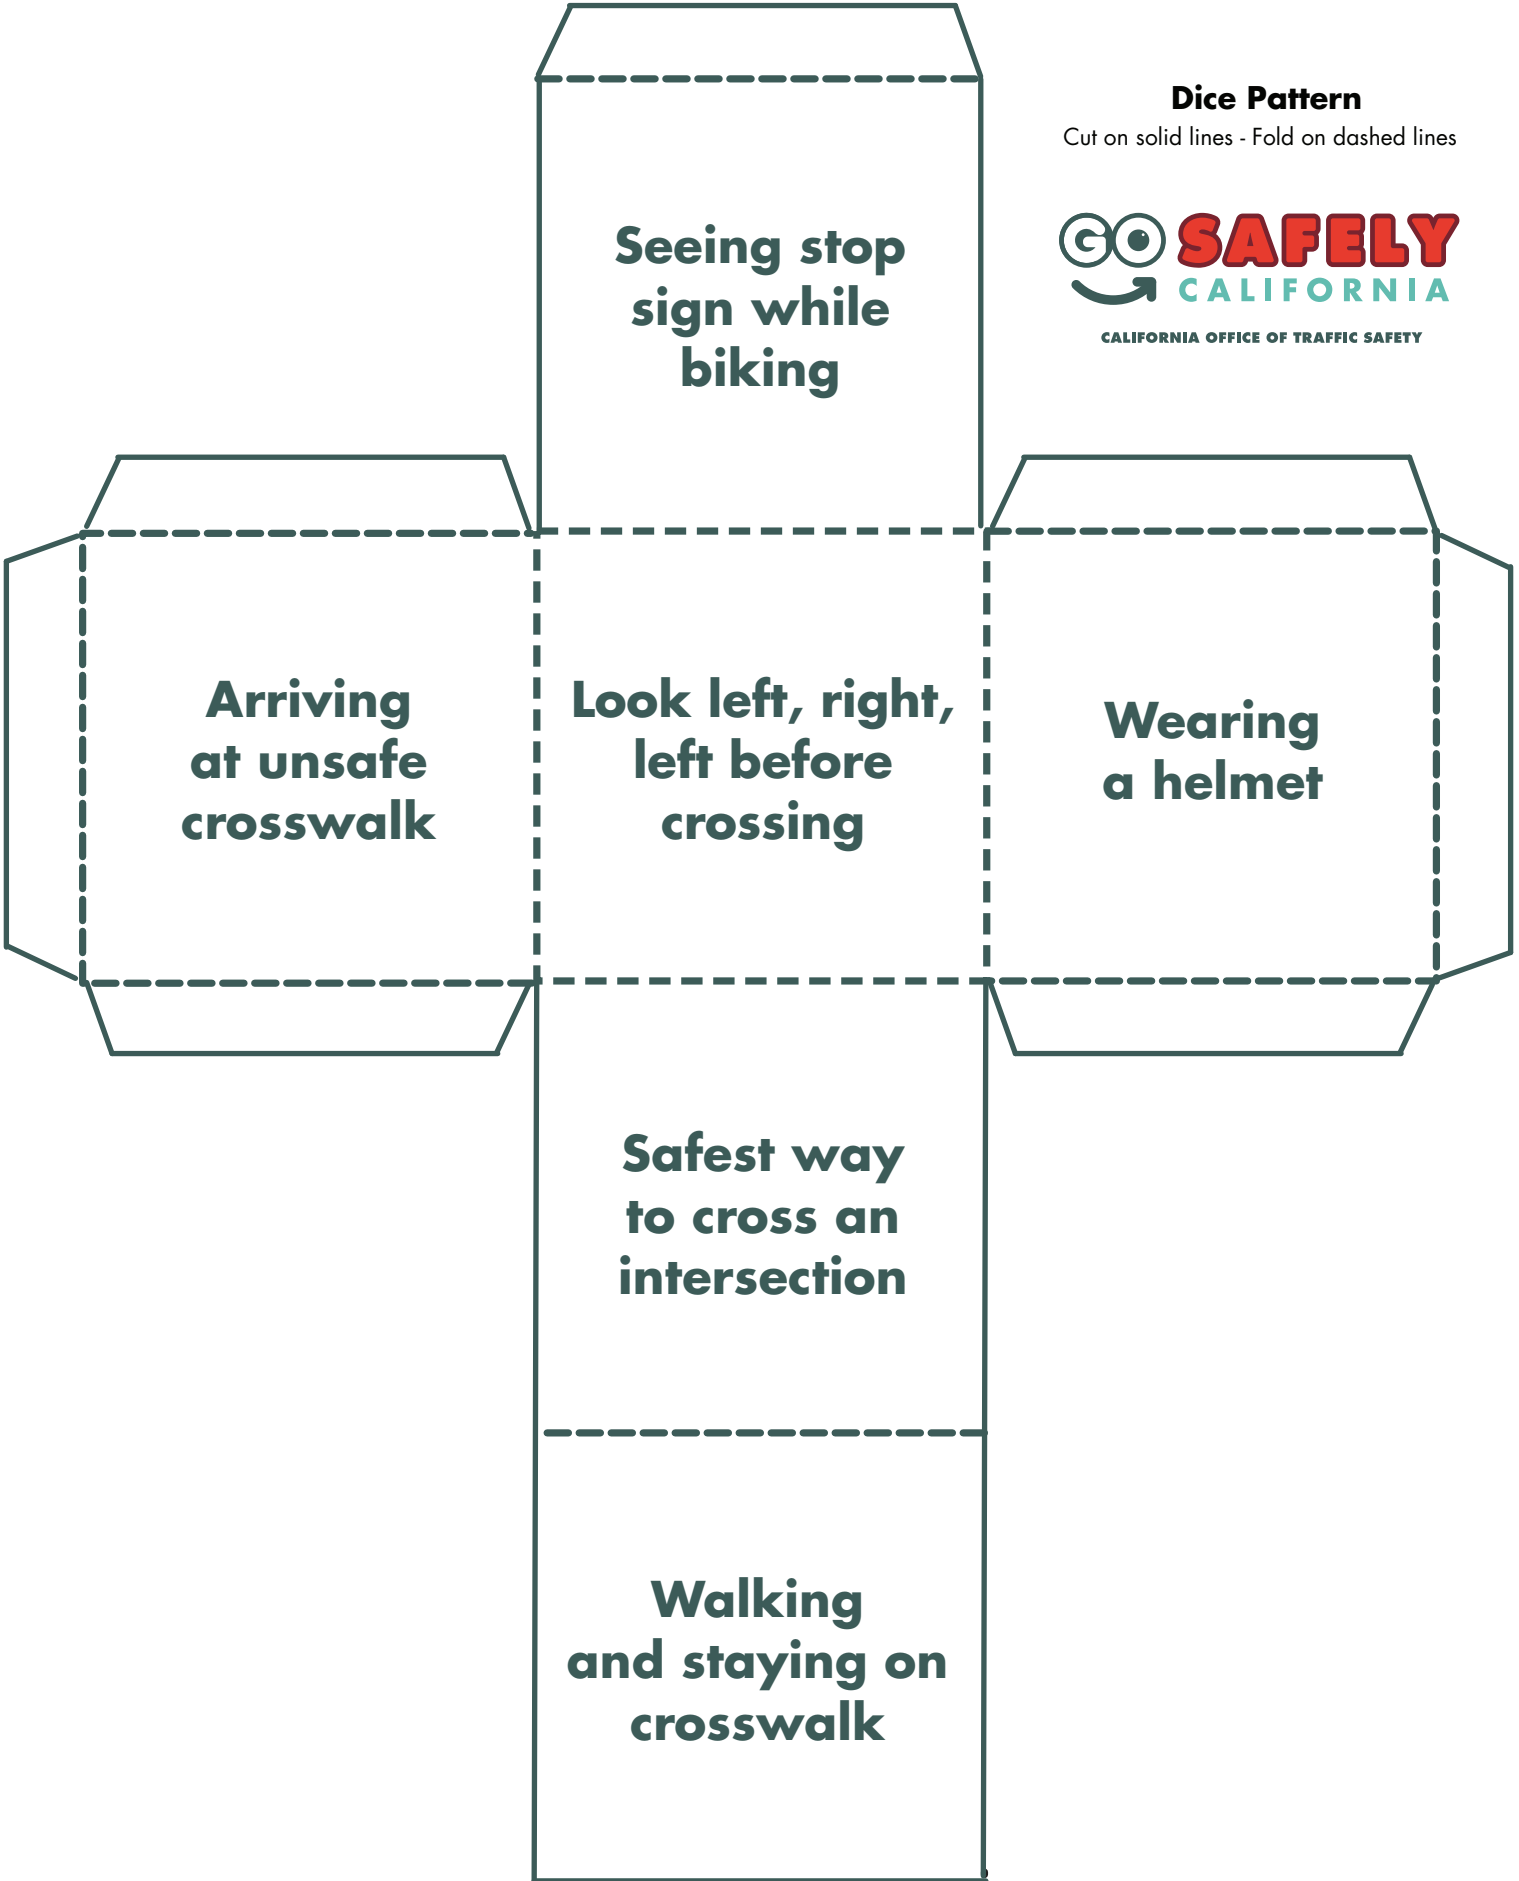 Dice Pattern
Cut on solid lines - Fold on dashed lines
GO SAFELY
CALIFORNIA
CALIFORNIA OFFICE OF TRAFFIC SAFETY
Seeing stop
sign while
biking
Arriving
at unsafe
crosswalk
Look left, right,
left before
crossing
Wearing
a helmet
Safest way
to cross an
intersection
Walking
and staying on
crosswalk